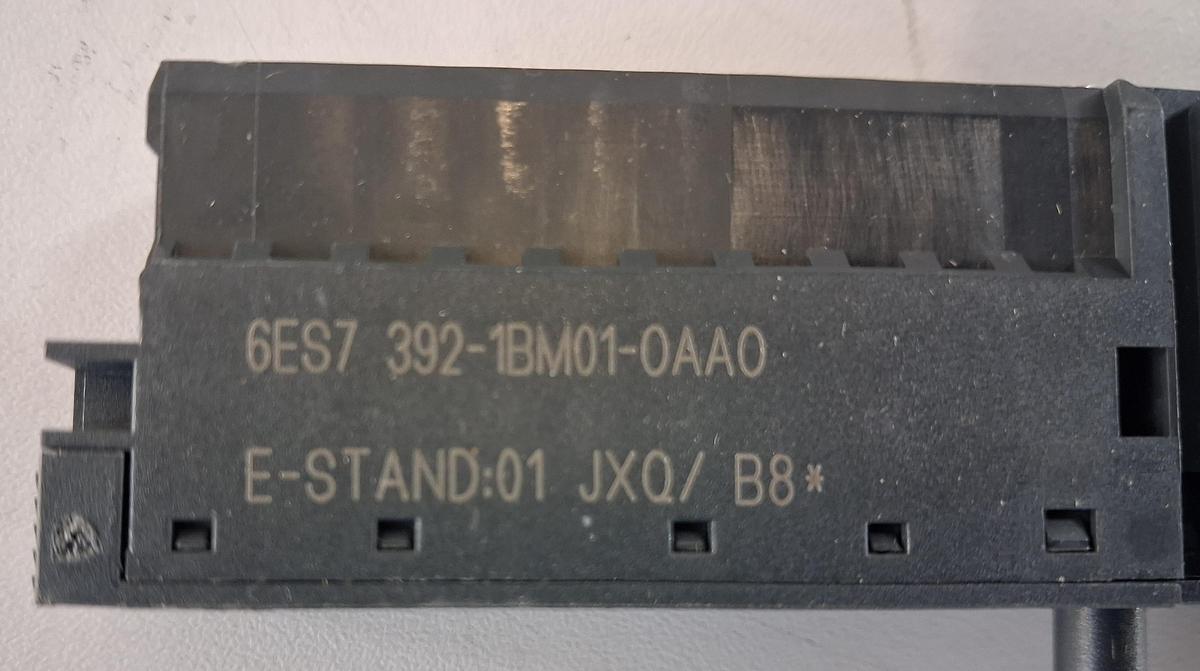 6ES7 392-1BM01-0AA0
E-STAND:01 JXQ/ B8*